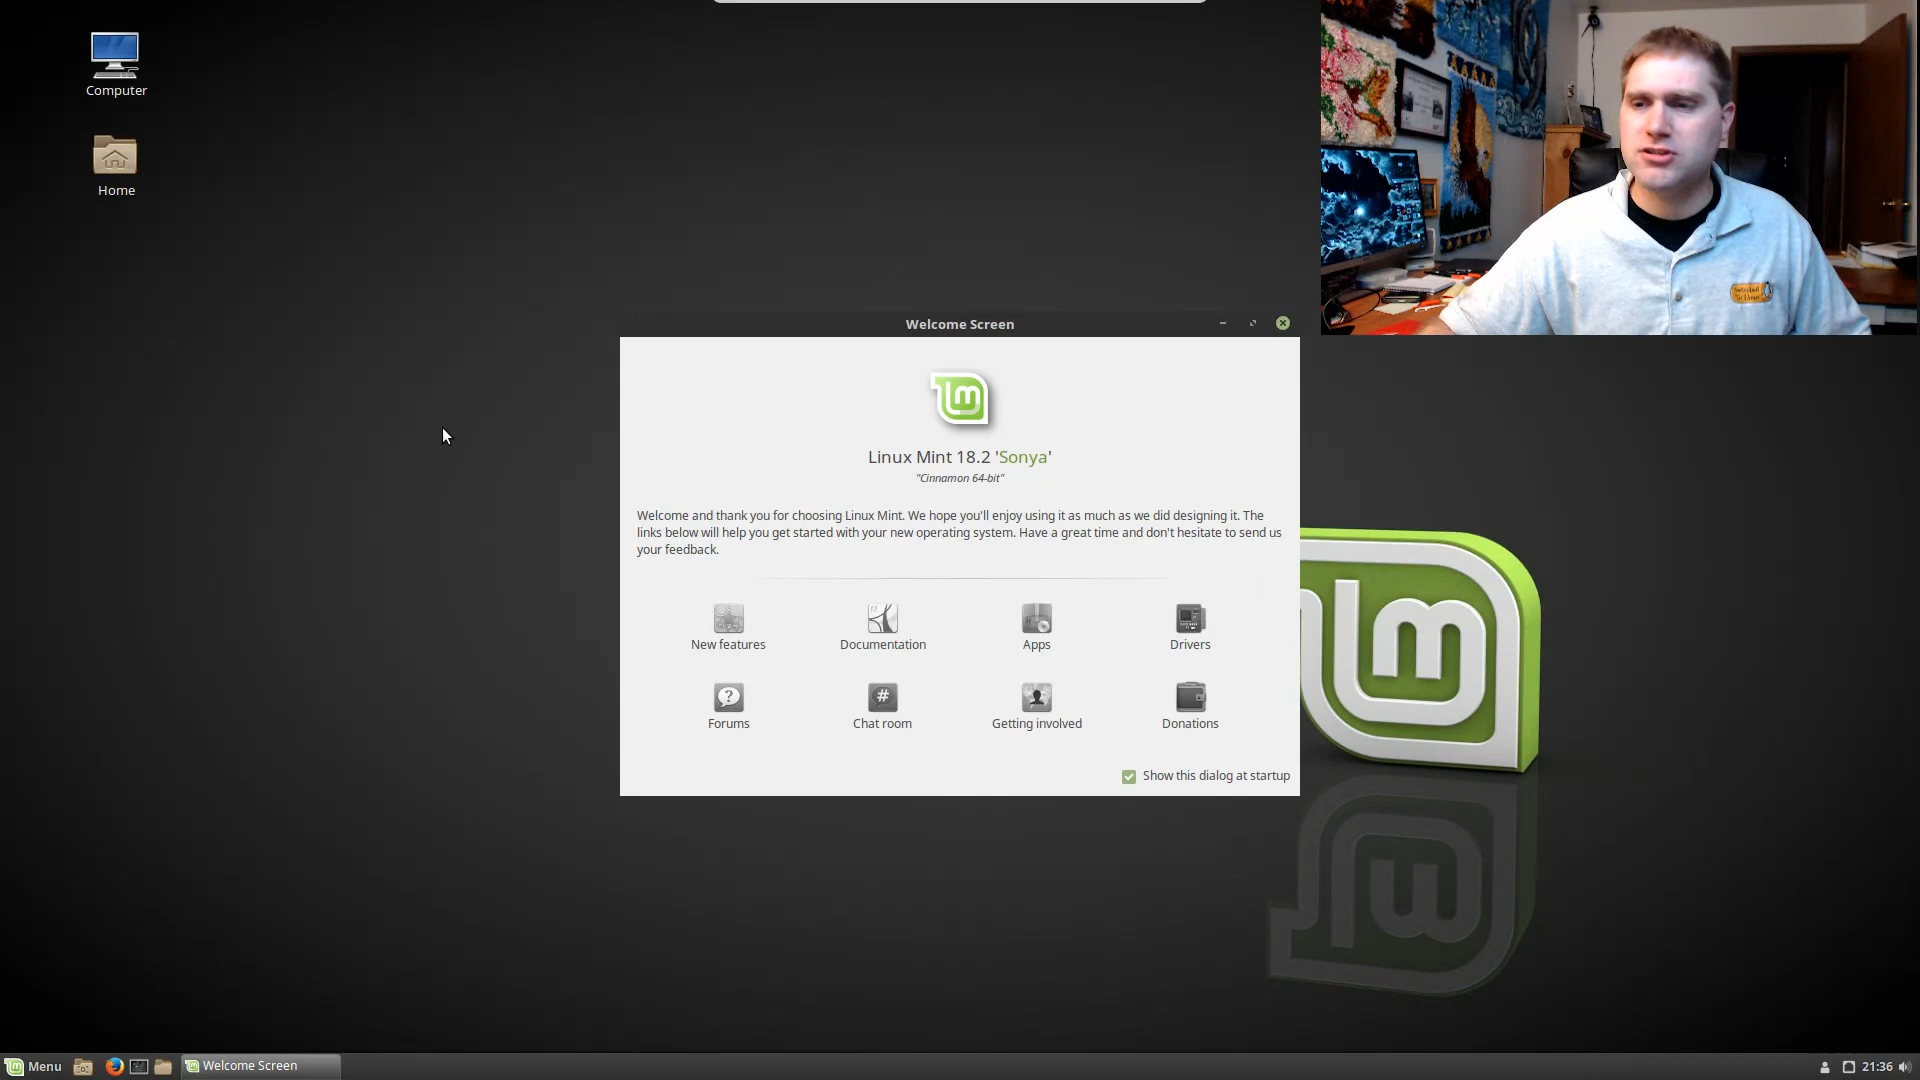 Computer
Home
Welcome Screen
Linux Mint 18.2 'Sonya'
"Cinnamon 64-bit"
Welcome and thank you for choosing Linux Mint. We hope you'll enjoy using it as much as we did designing it. The
links below will help you get started with your new operating system. Have a great time and don't hesitate to send us
your feedback.
New features
Documentation
Apps
Drivers
Forums
Chat room
Getting involved
Donations
Show this dialog at startup
Menu
Welcome Screen
21:36